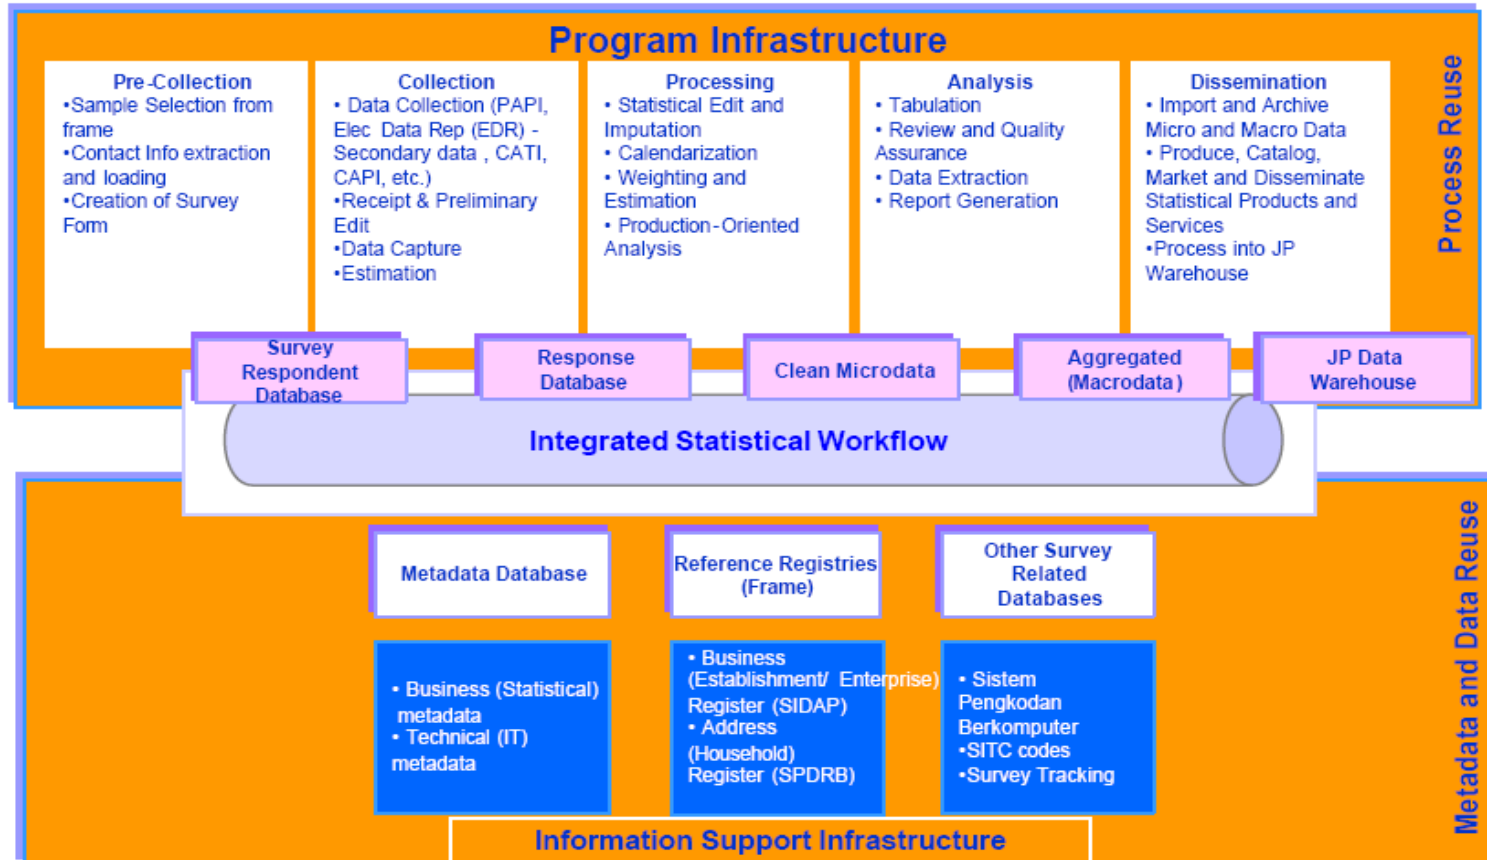 Program Infrastructure
Process Reuse
Pre-Collection
•Sample Selection from
frame
•Contact Info extraction
and loading
•Creation of Survey
Form
Collection
• Data Collection (PAPI,
Elec Data Rep (EDR) -
Secondary data , CATI,
CAPI, etc.)
•Receipt & Preliminary
Edit
•Data Capture
•Estimation
Processing
• Statistical Edit and
Imputation
• Calendarization
• Weighting and
Estimation
• Production-Oriented
Analysis
Analysis
• Tabulation
• Review and Quality
Assurance
• Data Extraction
• Report Generation
Dissemination
• Import and Archive
Micro and Macro Data
• Produce, Catalog,
Market and Disseminate
Statistical Products and
Services
•Process into JP
Warehouse
Survey
Respondent
Database
Response
Database
Clean Microdata
Aggregated
(Macrodata)
JP Data
Warehouse
Integrated Statistical Workflow
Metadata and Data Reuse
Metadata Database
Reference Registries
(Frame)
Other Survey
Related
Databases
• Business (Statistical)
metadata
• Technical (IT)
metadata
• Business
(Establishment/ Enterprise)
Register (SIDAP)
• Address
(Household)
Register (SPDRB)
• Sistem
Pengkodan
Berkomputer
•SITC codes
•Survey Tracking
Information Support Infrastructure